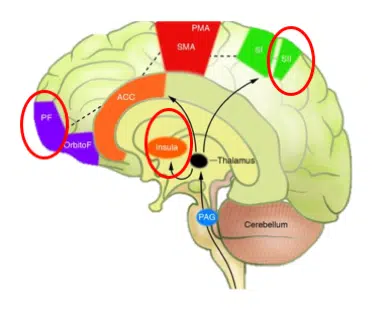 PMA
SMA
SI
SII
ACC
PF
OrbitoF
Insula
Thalamus
PAG
Cerebellum